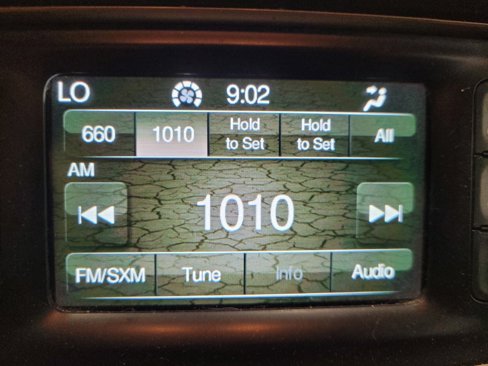 LO 9:02
660 1010 Hold to Set Hold to Set All
AM
1010
FM/SXM Tune Info Audio